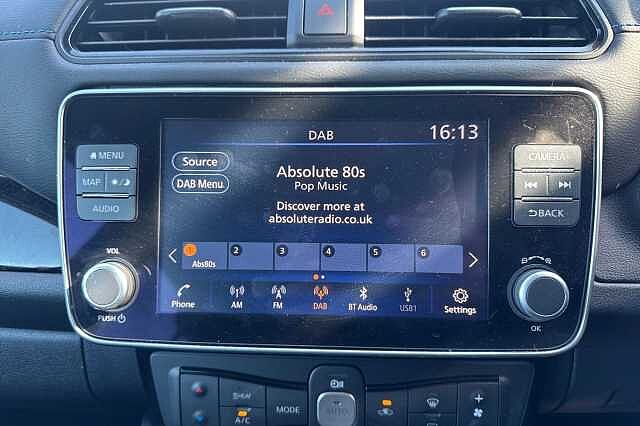 DAB
16:13
Source
DAB Menu
Absolute 80s
Pop Music
Discover more at
absoluteradio.co.uk
1 2 3 4 5 6
Abs80s
Phone AM FM DAB BT Audio USB1 Settings
MENU
MAP
AUDIO
VOL
PUSH
CAMERA
BACK
OK
A/C
MODE
AUTO